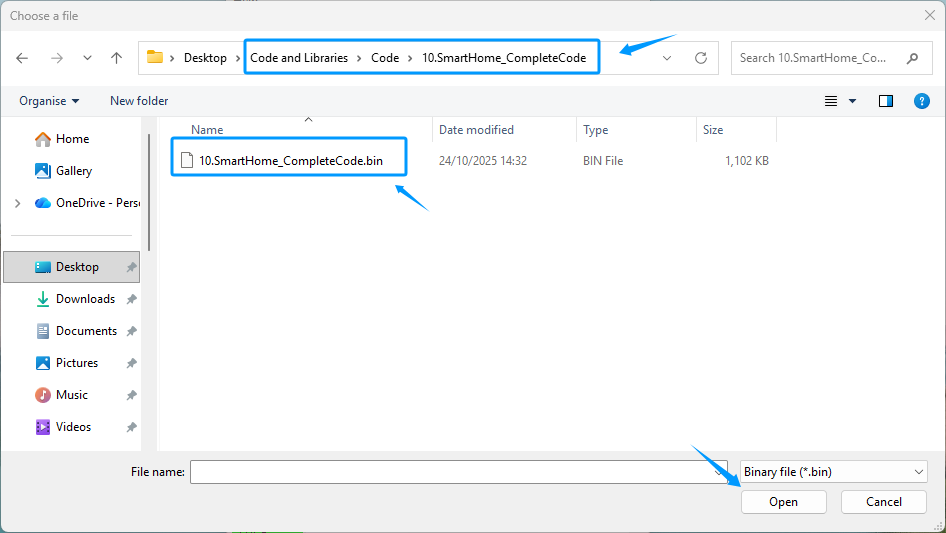 Choose a file
Desktop > Code and Libraries > Code > 10.SmartHome_CompleteCode
Search 10.SmartHome_Co...
Organise
New folder
Name
Date modified
Type
Size
Home
Gallery
OneDrive - Perso
Desktop
Downloads
Documents
Pictures
Music
Videos
10.SmartHome_CompleteCode.bin
24/10/2025 14:32
BIN File
1,102 KB
File name:
Binary file (*.bin)
Open
Cancel